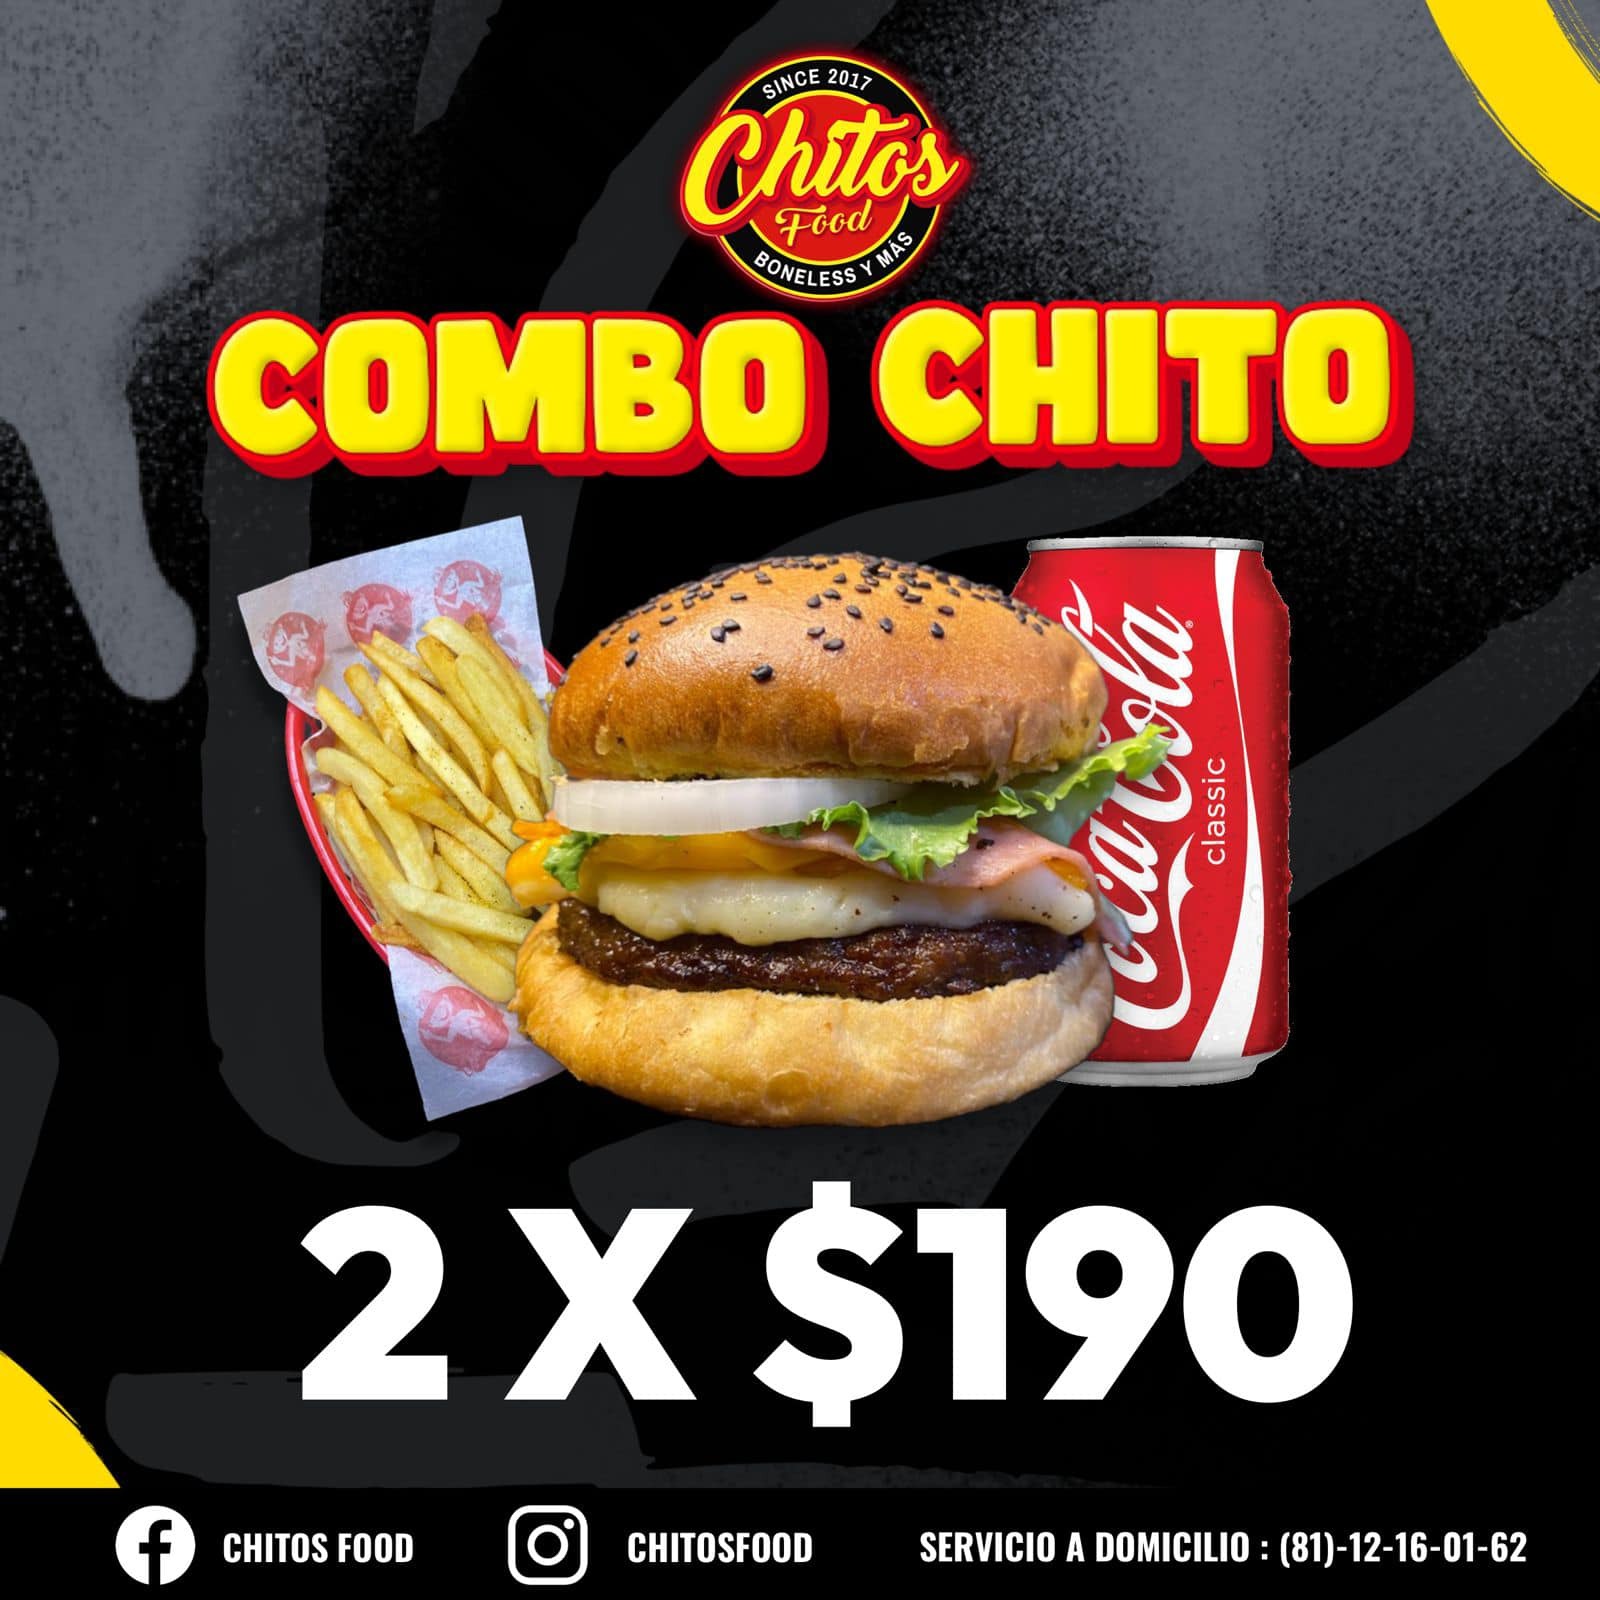 SINCE 2017
Chitos
Food
BONELESS Y MÁS
COMBO CHITO
Coca-Cola
classic
2 X $190
CHITOS FOOD
CHITOSFOOD
SERVICIO A DOMICILIO : (81)-12-16-01-62